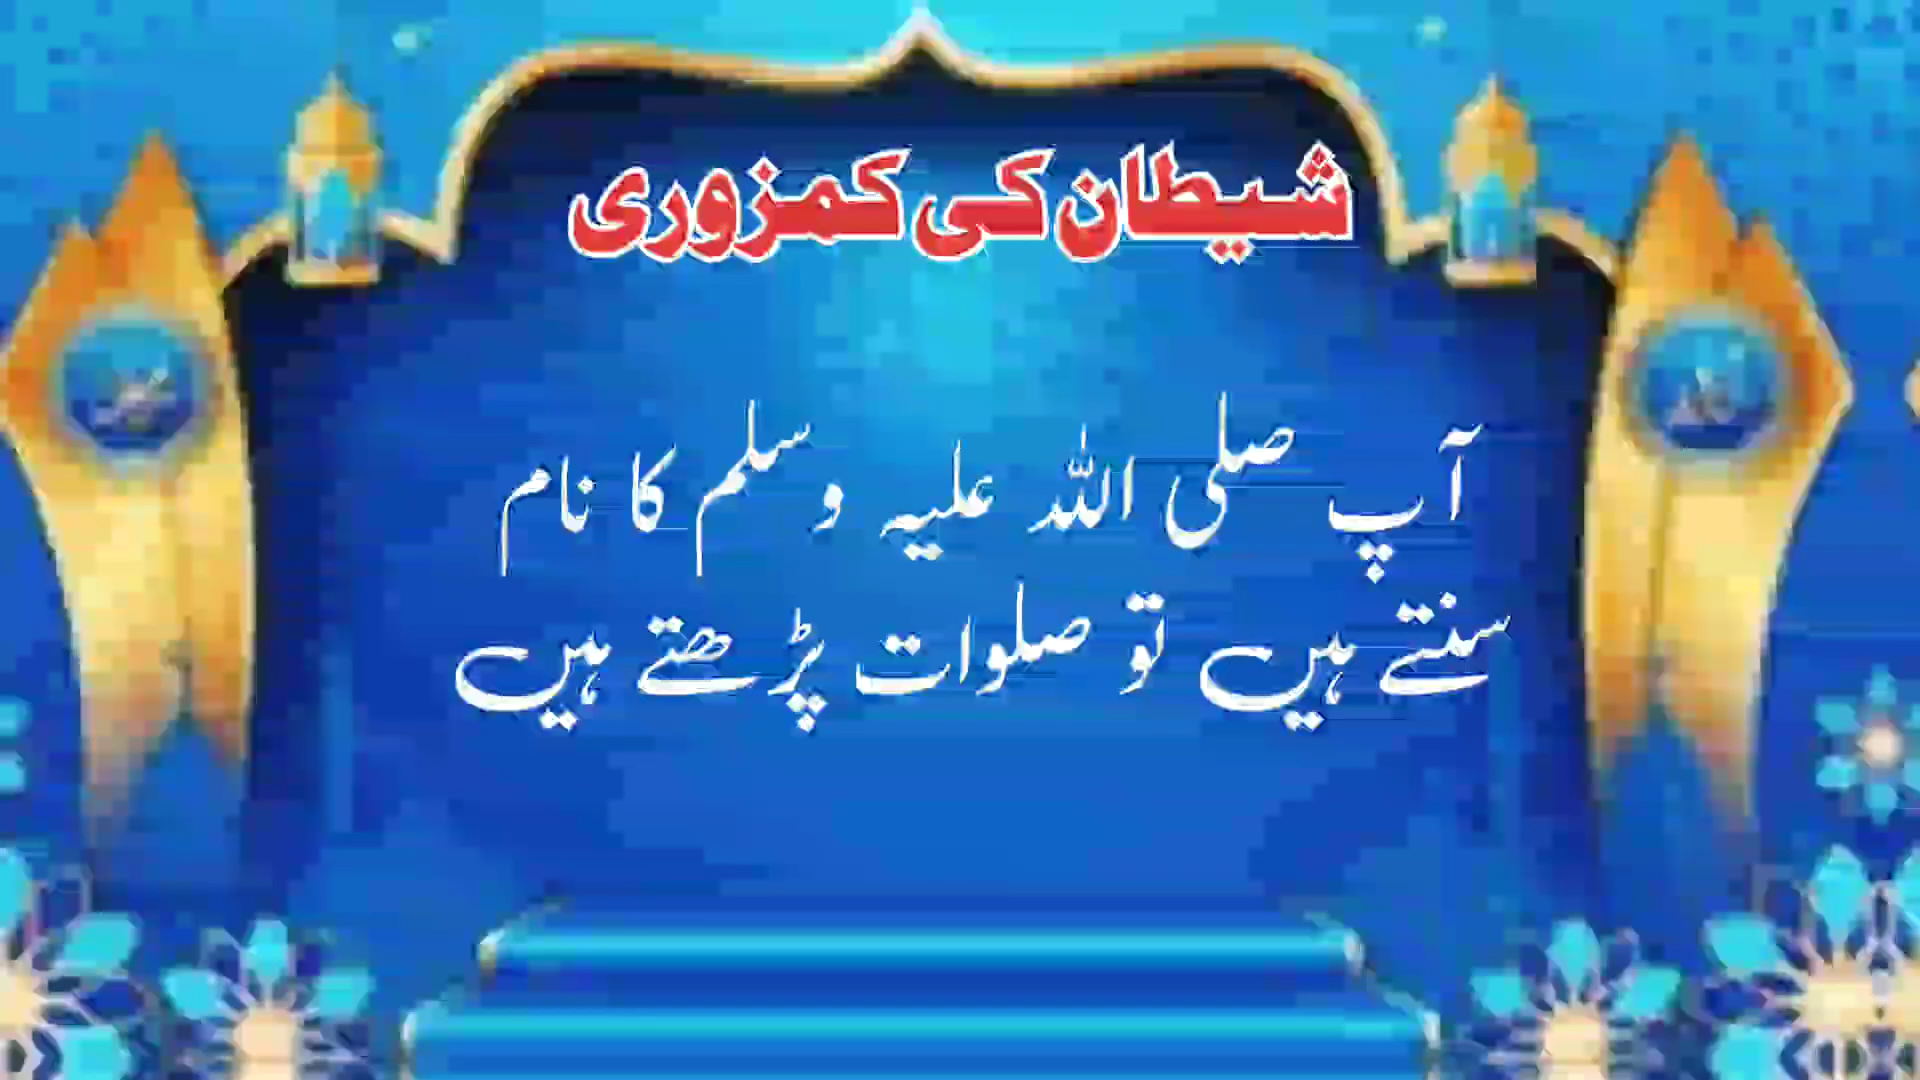 شیطان کی کمزوری
آپ صلی اللہ علیہ وسلم کا نام
سنتے ہیں تو صلوات پڑھتے ہیں